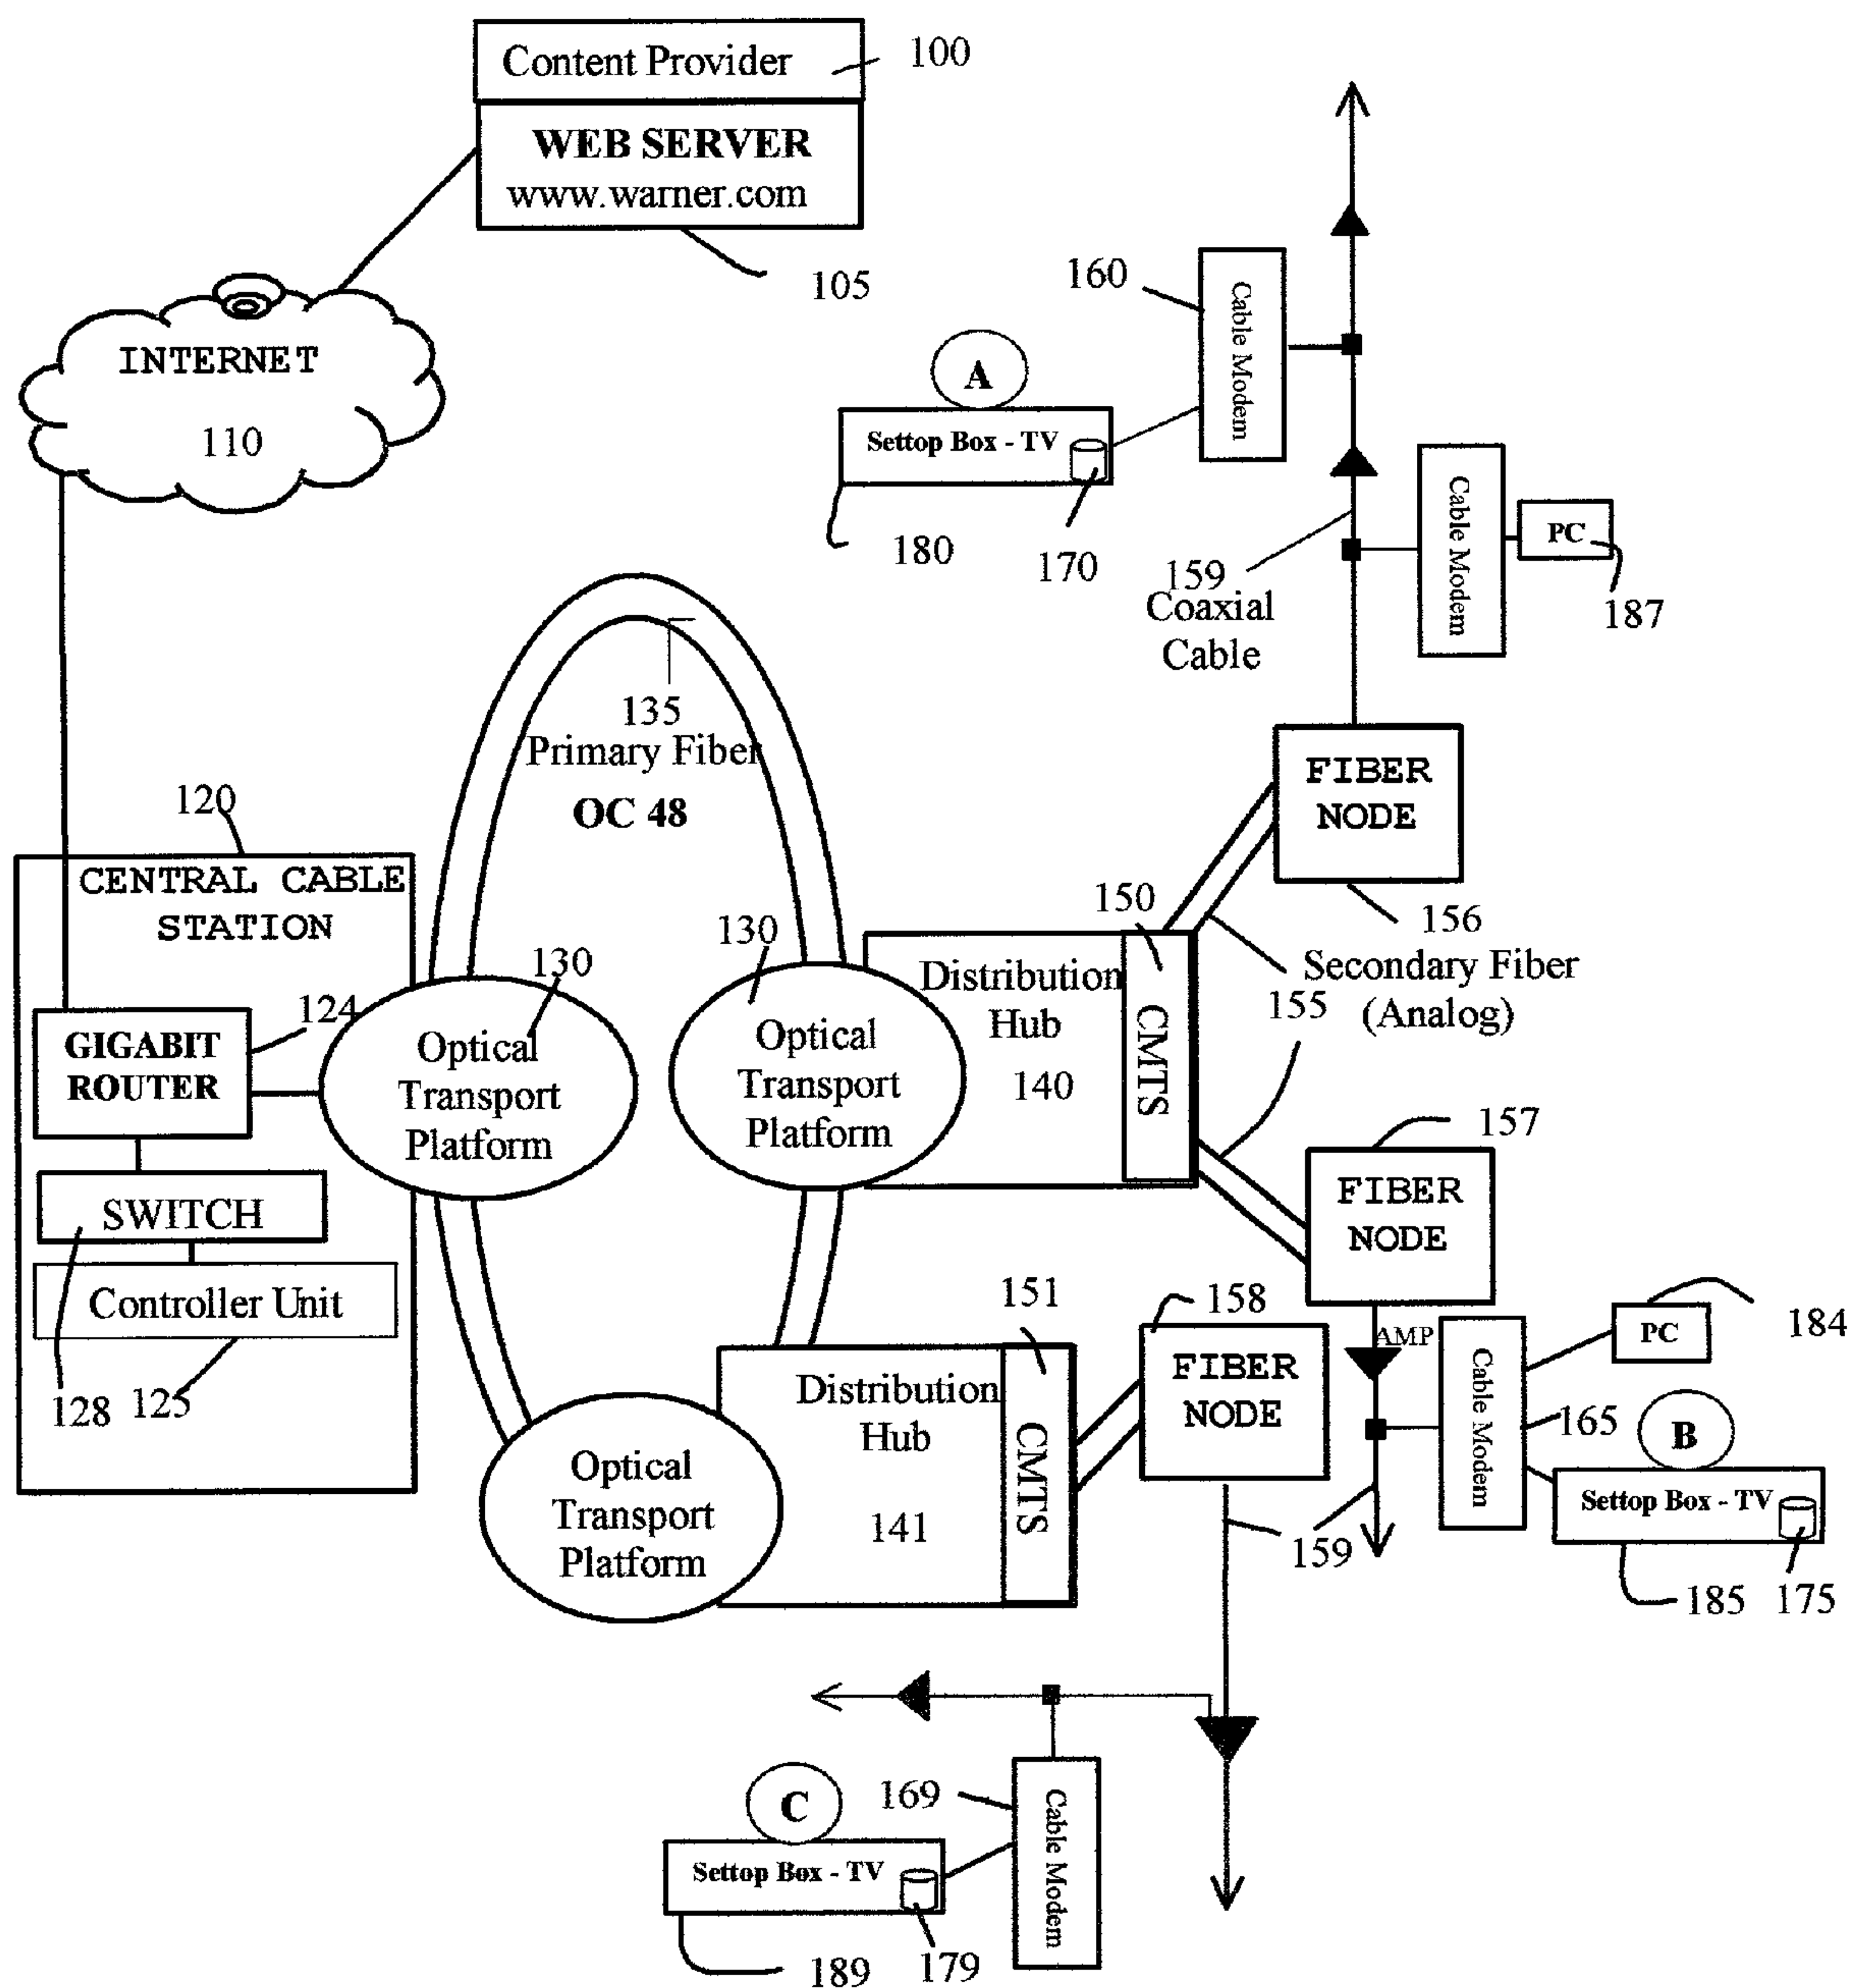 Content Provider
100
WEB SERVER
www.warner.com
105
INTERNET
110
160
Cable Modem
A
Settop Box - TV
180
170
159
Coaxial
Cable
Cable Modem
PC
187
135
Primary Fiber
OC 48
FIBER
NODE
156
120
CENTRAL CABLE
STATION
124
GIGABIT
ROUTER
SWITCH
Controller Unit
128
125
130
Optical
Transport
Platform
130
Optical
Transport
Platform
150
Distribution
Hub
140
CMTS
Secondary Fiber
155
(Analog)
157
FIBER
NODE
151
158
FIBER
NODE
AMP
PC
184
Cable Modem
165
B
Settop Box - TV
185
175
Optical
Transport
Platform
Distribution
Hub
141
CMTS
159
C
169
Cable Modem
Settop Box - TV
189
179